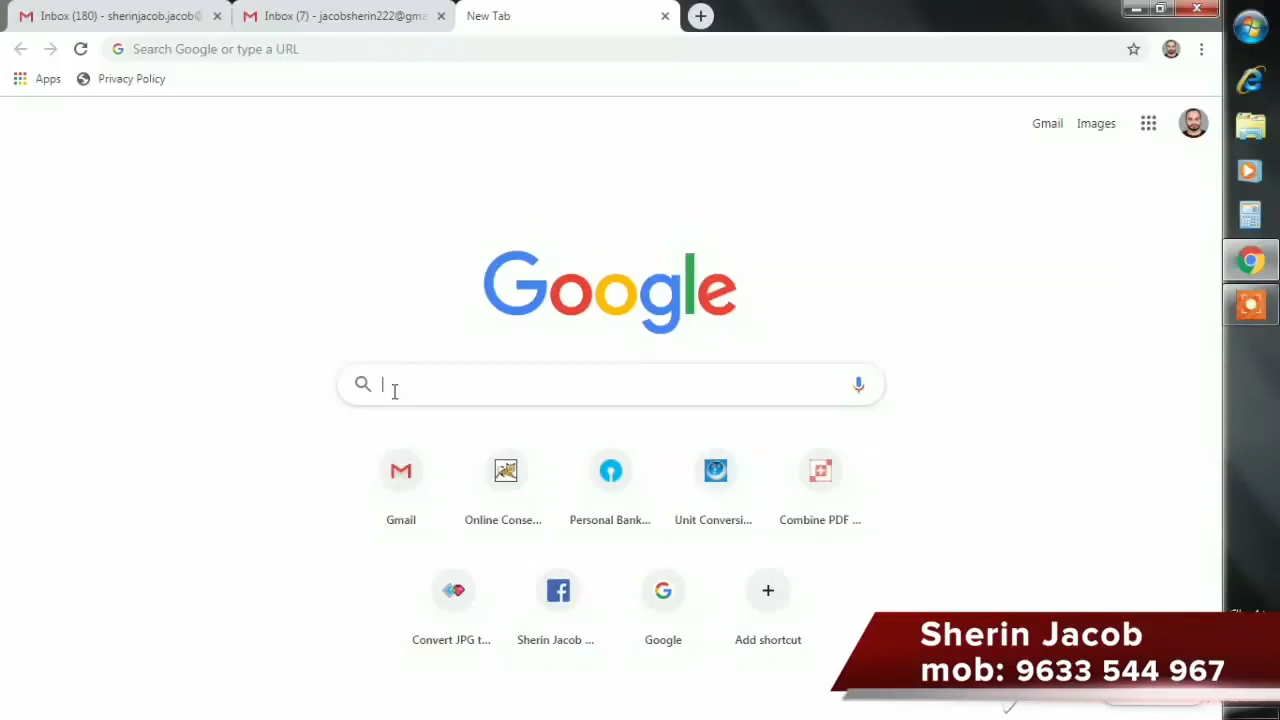 Inbox (180) - sherinjacob.jacob@
Inbox (7) - jacobsherin222@gma
New Tab
Search Google or type a URL
Apps
Privacy Policy
Gmail
Images
Google
Gmail
Online Conse...
Personal Bank...
Unit Conversi...
Combine PDF ...
Convert JPG t...
Sherin Jacob ...
Google
Add shortcut
Sherin Jacob
mob: 9633 544 967